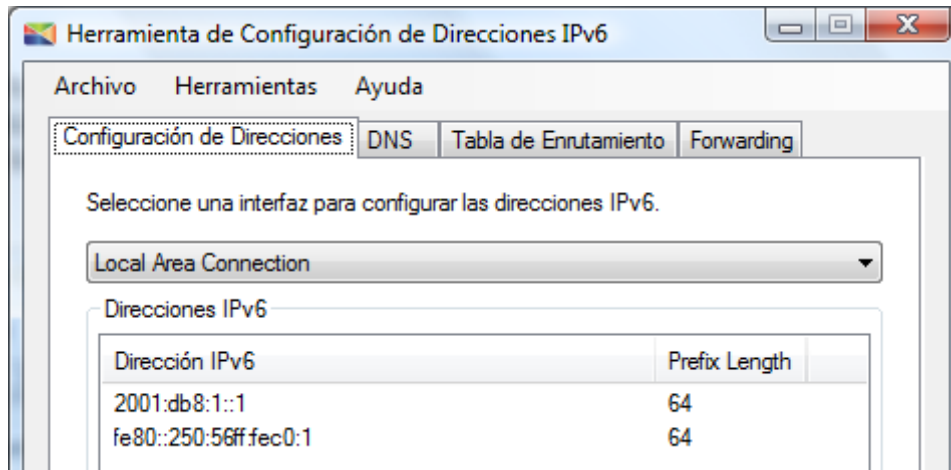 Herramienta de Configuración de Direcciones IPv6
Archivo Herramientas Ayuda
Configuración de Direcciones DNS Tabla de Enrutamiento Forwarding
Seleccione una interfaz para configurar las direcciones IPv6.
Local Area Connection
Direcciones IPv6
Dirección IPv6 Prefix Length
2001:db8:1::1 64
fe80::250:56ff:fec0:1 64